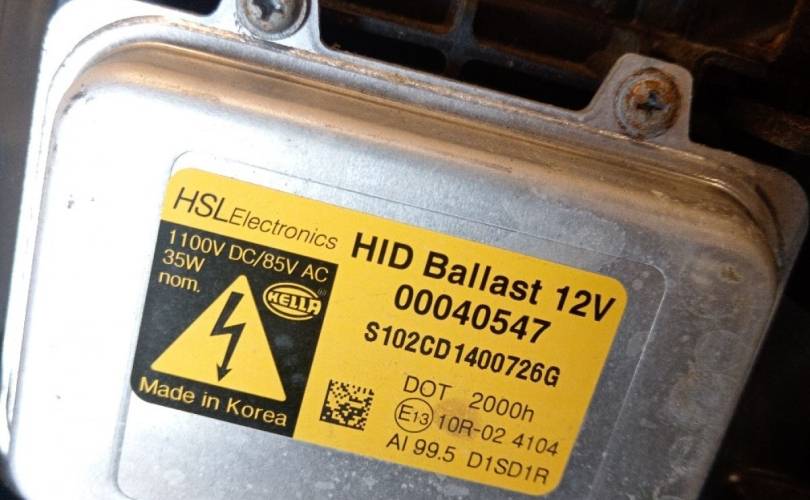 HSLElectronics
1100V DC/85V AC
35W
nom.
HELLA
Made in Korea
HID Ballast 12V
00040547
S102CD1400726G
DOT 2000h
E13 10R-02 4104
AI 99.5 D1SD1R